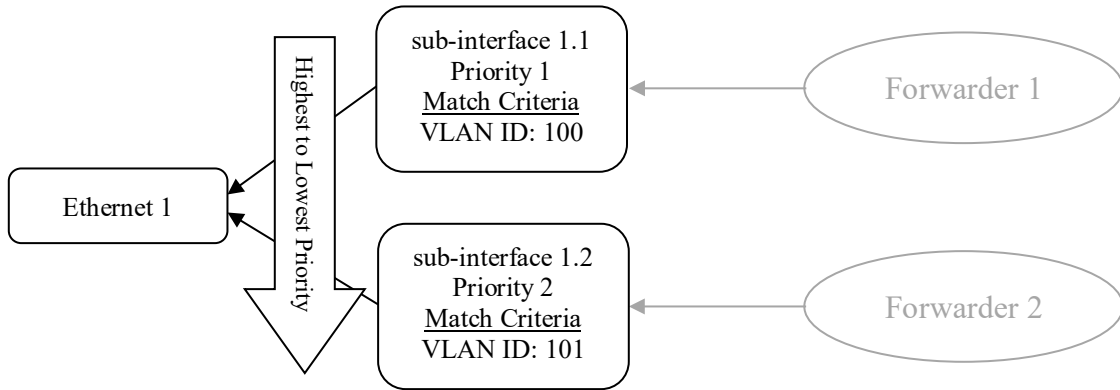 Ethernet 1
Highest to Lowest Priority
sub-interface 1.1
Priority 1
Match Criteria
VLAN ID: 100
Forwarder 1
sub-interface 1.2
Priority 2
Match Criteria
VLAN ID: 101
Forwarder 2